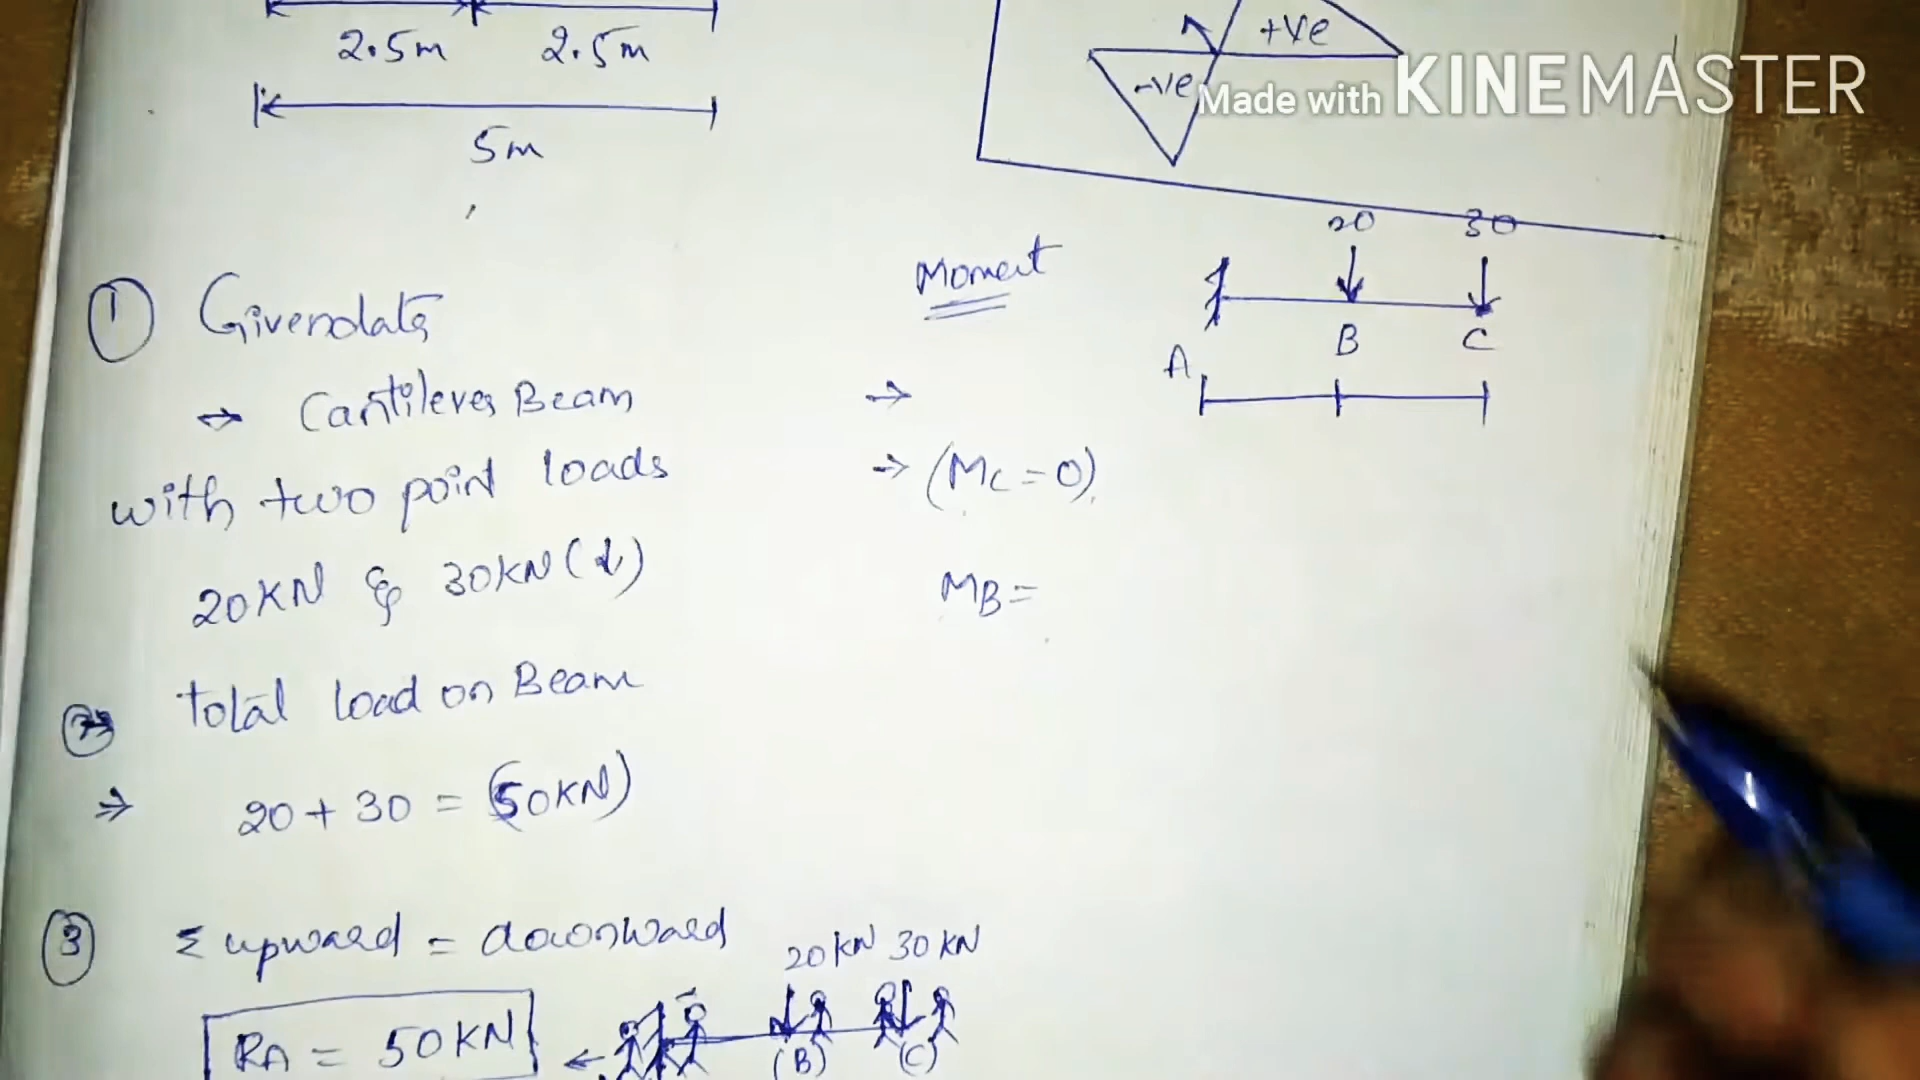 2.5m 2.5m
5m
+ve
-ve
Made with KINEMASTER
20 30
A B C
① Givendata
→ Cantilever Beam
with two point loads
20KN & 30KN (↓)
Total load on Beam
⇒ 20 + 30 = (50KN)
③ Σ upward = downward
RA = 50KN
20KN 30KN
(B) (C)
Moment
→
→ (MC = 0)
MB =